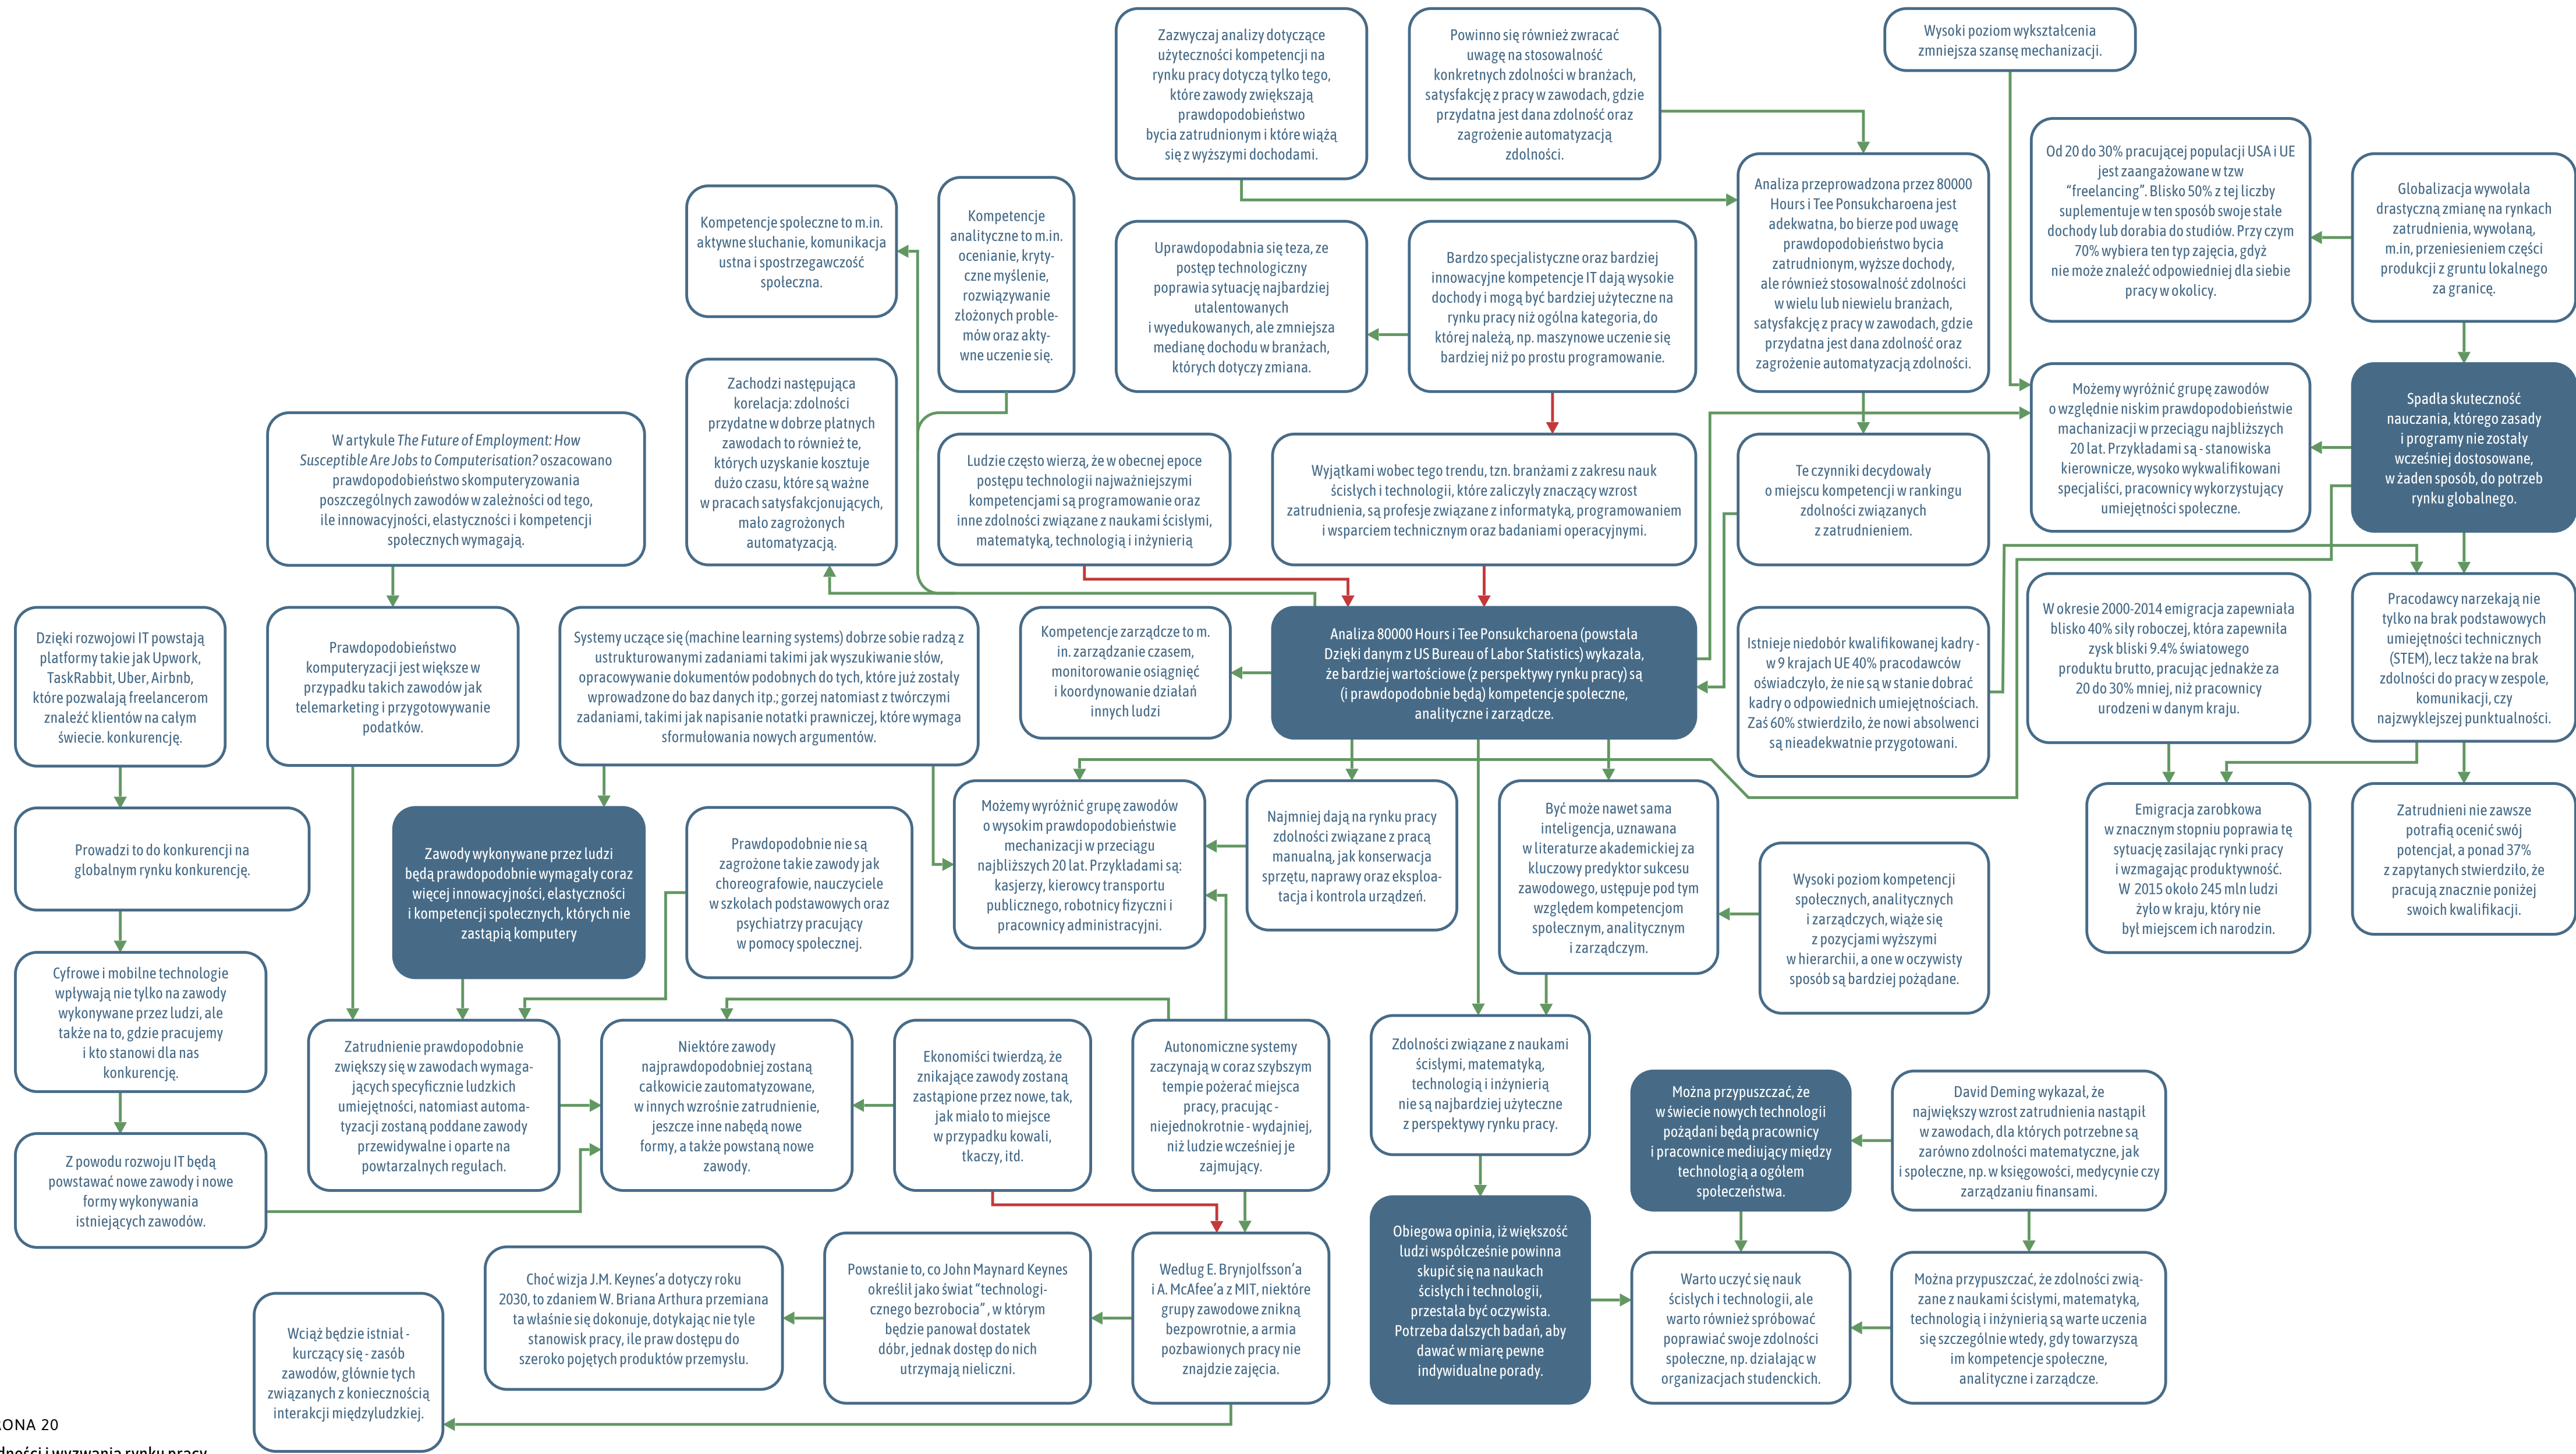 Zazwyczaj analizy dotyczące
użyteczności kompetencji na
rynku pracy dotyczą tylko tego,
które zawody zwiększają
prawdopodobieństwo
bycia zatrudnionym i które wiążą
się z wyższymi dochodami.
Powinno się również zwracać
uwagę na stosowalność
konkretnych zdolności w branżach,
satysfakcję z pracy w zawodach, gdzie
przydatna jest dana zdolność oraz
zagrożenie automatyzacją
zdolności.
Wysoki poziom wykształcenia
zmniejsza szansę mechanizacji.
Kompetencje społeczne to m.in.
aktywne słuchanie, komunikacja
ustna i spostrzegawczość
społeczna.
Kompetencje
analityczne to m.in.
ocenianie, kryty-
czne myślenie,
rozwiązywanie
złożonych proble-
mów oraz akty-
wne uczenie się.
Uprawdopodabnia się teza, ze
postęp technologiczny
poprawia sytuację najbardziej
utalentowanych
i wyedukowanych, ale zmniejsza
medianę dochodu w branżach,
których dotyczy zmiana.
Bardzo specjalistyczne oraz bardziej
innowacyjne kompetencje IT dają wysokie
dochody i mogą być bardziej użyteczne na
rynku pracy niż ogólna kategoria, do
której należą, np. maszynowe uczenie się
bardziej niż po prostu programowanie.
Analiza przeprowadzona przez 80000
Hours i Tee Ponsukcharoena jest
adekwatna, bo bierze pod uwagę
prawdopodobieństwo bycia
zatrudnionym, wyższe dochody,
ale również stosowalność zdolności
w wielu lub niewielu branżach,
satysfakcję z pracy w zawodach, gdzie
przydatna jest dana zdolność oraz
zagrożenie automatyzacją zdolności.
Od 20 do 30% pracującej populacji USA i UE
jest zaangażowane w tzw
“freelancing”. Blisko 50% z tej liczby
suplementuje w ten sposób swoje stałe
dochody lub dorabia do studiów. Przy czym
70% wybiera ten typ zajęcia, gdyż
nie może znaleźć odpowiedniej dla siebie
pracy w okolicy.
Globalizacja wywołała
drastyczną zmianę na rynkach
zatrudnienia, wywołaną,
m.in, przeniesieniem części
produkcji z gruntu lokalnego
za granicę.
W artykule The Future of Employment: How
Susceptible Are Jobs to Computerisation? oszacowano
prawdopodobieństwo skomputeryzowania
poszczególnych zawodów w zależności od tego,
ile innowacyjności, elastyczności i kompetencji
społecznych wymagają.
Zachodzi następująca
korelacja: zdolności
przydatne w dobrze płatnych
zawodach to również te,
których uzyskanie kosztuje
dużo czasu, które są ważne
w pracach satysfakcjonujących,
mało zagrożonych
automatyzacją.
Ludzie często wierzą, że w obecnej epoce
postępu technologii najważniejszymi
kompetencjami są programowanie oraz
inne zdolności związane z naukami ścisłymi,
matematyką, technologią i inżynierią
Wyjątkami wobec tego trendu, tzn. branżami z zakresu nauk
ścisłych i technologii, które zaliczyły znaczący wzrost
zatrudnienia, są profesje związane z informatyką, programowaniem
i wsparciem technicznym oraz badaniami operacyjnymi.
Te czynniki decydowały
o miejscu kompetencji w rankingu
zdolności związanych
z zatrudnieniem.
Możemy wyróżnić grupę zawodów
o względnie niskim prawdopodobieństwie
machanizacji w przeciągu najbliższych
20 lat. Przykładami są - stanowiska
kierownicze, wysoko wykwalifikowani
specjaliści, pracownicy wykorzystujący
umiejętności społeczne.
Spadła skuteczność
nauczania, którego zasady
i programy nie zostały
wcześniej dostosowane,
w żaden sposób, do potrzeb
rynku globalnego.
Dzięki rozwojowi IT powstają
platformy takie jak Upwork,
TaskRabbit, Uber, Airbnb,
które pozwalają freelancerom
znaleźć klientów na całym
świecie. konkurencję.
Prawdopodobieństwo
komputeryzacji jest większe w
przypadku takich zawodów jak
telemarketing i przygotowywanie
podatków.
Systemy uczące się (machine learning systems) dobrze sobie radzą z
ustrukturowanymi zadaniami takimi jak wyszukiwanie słów,
opracowywanie dokumentów podobnych do tych, które już zostały
wprowadzone do baz danych itp.; gorzej natomiast z twórczymi
zadaniami, takimi jak napisanie notatki prawniczej, które wymaga
sformułowania nowych argumentów.
Kompetencje zarządcze to m.
in. zarządzanie czasem,
monitorowanie osiągnięć
i koordynowanie działań
innych ludzi
Analiza 80000 Hours i Tee Ponsukcharoena (powstała
Dzięki danym z US Bureau of Labor Statistics) wykazała,
że bardziej wartościowe (z perspektywy rynku pracy) są
(i prawdopodobnie będą) kompetencje społeczne,
analityczne i zarządcze.
Istnieje niedobór kwalifikowanej kadry -
w 9 krajach UE 40% pracodawców
oświadczyło, że nie są w stanie dobrać
kadry o odpowiednich umiejętnościach.
Zaś 60% stwierdziło, że nowi absolwenci
są nieadekwatnie przygotowani.
W okresie 2000-2014 emigracja zapewniała
blisko 40% siły roboczej, która zapewniła
zysk bliski 9.4% światowego
produktu brutto, pracując jednakże za
20 do 30% mniej, niż pracownicy
urodzeni w danym kraju.
Pracodawcy narzekają nie
tylko na brak podstawowych
umiejętności technicznych
(STEM), lecz także na brak
zdolności do pracy w zespole,
komunikacji, czy
najzwyklejszej punktualności.
Prowadzi to do konkurencji na
globalnym rynku konkurencję.
Zawody wykonywane przez ludzi
będą prawdopodobnie wymagały coraz
więcej innowacyjności, elastyczności
i kompetencji społecznych, których nie
zastąpią komputery
Prawdopodobnie nie są
zagrożone takie zawody jak
choreografowie, nauczyciele
w szkołach podstawowych oraz
psychiatrzy pracujący
w pomocy społecznej.
Możemy wyróżnić grupę zawodów
o wysokim prawdopodobieństwie
mechanizacji w przeciągu
najbliższych 20 lat. Przykładami są:
kasjerzy, kierowcy transportu
publicznego, robotnicy fizyczni i
pracownicy administracyjni.
Najmniej dają na rynku pracy
zdolności związane z pracą
manualną, jak konserwacja
sprzętu, naprawy oraz eksploa-
tacja i kontrola urządzeń.
Być może nawet sama
inteligencja, uznawana
w literaturze akademickiej za
kluczowy predyktor sukcesu
zawodowego, ustępuje pod tym
względem kompetencjom
społecznym, analitycznym
i zarządczym.
Wysoki poziom kompetencji
społecznych, analitycznych
i zarządczych, wiąże się
z pozycjami wyższymi
w hierarchii, a one w oczywisty
sposób są bardziej pożądane.
Emigracja zarobkowa
w znacznym stopniu poprawia tę
sytuację zasilając rynki pracy
i wzmagając produktywność.
W 2015 około 245 mln ludzi
żyło w kraju, który nie
był miejscem ich narodzin.
Zatrudnieni nie zawsze
potrafią ocenić swój
potencjał, a ponad 37%
z zapytanych stwierdziło, że
pracują znacznie poniżej
swoich kwalifikacji.
Cyfrowe i mobilne technologie
wpływają nie tylko na zawody
wykonywane przez ludzi, ale
także na to, gdzie pracujemy
i kto stanowi dla nas
konkurencję.
Zatrudnienie prawdopodobnie
zwiększy się w zawodach wymaga-
jących specyficznie ludzkich
umiejętności, natomiast automa-
tyzacji zostaną poddane zawody
przewidywalne i oparte na
powtarzalnych regułach.
Niektóre zawody
najprawdopodobniej zostaną
całkowicie zautomatyzowane,
w innych wzrośnie zatrudnienie,
jeszcze inne nabędą nowe
formy, a także powstaną nowe
zawody.
Ekonomiści twierdzą, że
znikające zawody zostaną
zastąpione przez nowe, tak,
jak miało to miejsce
w przypadku kowali,
tkaczy, itd.
Autonomiczne systemy
zaczynają w coraz szybszym
tempie pożerać miejsca
pracy, pracując -
niejednokrotnie - wydajniej,
niż ludzie wcześniej je
zajmujący.
Zdolności związane z naukami
ścisłymi, matematyką,
technologią i inżynierią
nie są najbardziej użyteczne
z perspektywy rynku pracy.
Można przypuszczać, że
w świecie nowych technologii
pożądani będą pracownicy
i pracownice mediujący między
technologią a ogółem
społeczeństwa.
David Deming wykazał, że
największy wzrost zatrudnienia nastąpił
w zawodach, dla których potrzebne są
zarówno zdolności matematyczne, jak
i społeczne, np. w księgowości, medycynie czy
zarządzaniu finansami.
Z powodu rozwoju IT będą
powstawać nowe zawody i nowe
formy wykonywania
istniejących zawodów.
Wciąż będzie istniał -
kurczący się - zasób
zawodów, głównie tych
związanych z koniecznością
interakcji międzyludzkiej.
Choć wizja J.M. Keynes’a dotyczy roku
2030, to zdaniem W. Briana Arthura przemiana
ta właśnie się dokonuje, dotykając nie tyle
stanowisk pracy, ile praw dostępu do
szeroko pojętych produktów przemysłu.
Powstanie to, co John Maynard Keynes
określił jako świat “technologi-
cznego bezrobocia” , w którym
będzie panował dostatek
dóbr, jednak dostęp do nich
utrzymają nieliczni.
Według E. Brynjolfsson’a
i A. McAfee’a z MIT, niektóre
grupy zawodowe znikną
bezpowrotnie, a armia
pozbawionych pracy nie
znajdzie zajęcia.
Obiegowa opinia, iż większość
ludzi współcześnie powinna
skupić się na naukach
ścisłych i technologii,
przestała być oczywista.
Potrzeba dalszych badań, aby
dawać w miarę pewne
indywidualne porady.
Warto uczyć się nauk
ścisłych i technologii, ale
warto również spróbować
poprawiać swoje zdolności
społeczne, np. działając w
organizacjach studenckich.
Można przypuszczać, że zdolności zwią-
zane z naukami ścisłymi, matematyką,
technologią i inżynierią są warte uczenia
się szczególnie wtedy, gdy towarzyszą
im kompetencje społeczne,
analityczne i zarządcze.
RONA 20
dności i wyzwania rynku pracy